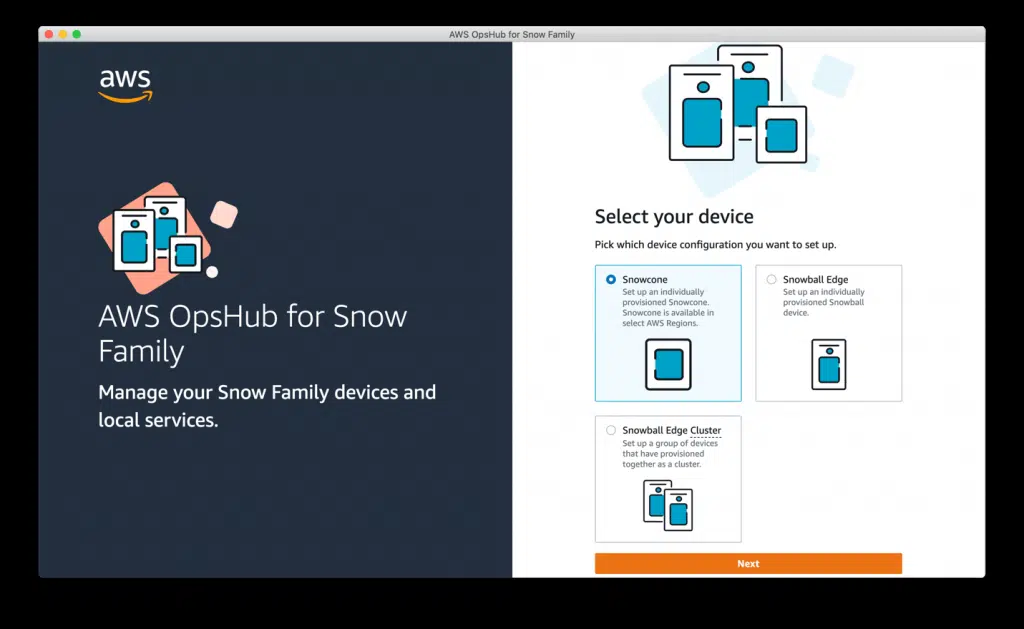 AWS OpsHub for Snow Family
aws
AWS OpsHub for Snow
Family
Manage your Snow Family devices and
local services.
Select your device
Pick which device configuration you want to set up.
Snowcone
Set up an individually
provisioned Snowcone.
Snowcone is available in
select AWS Regions.
Snowball Edge
Set up an individually
provisioned Snowball
device.
Snowball Edge Cluster
Set up a group of devices
that have provisioned
together as a cluster.
Next